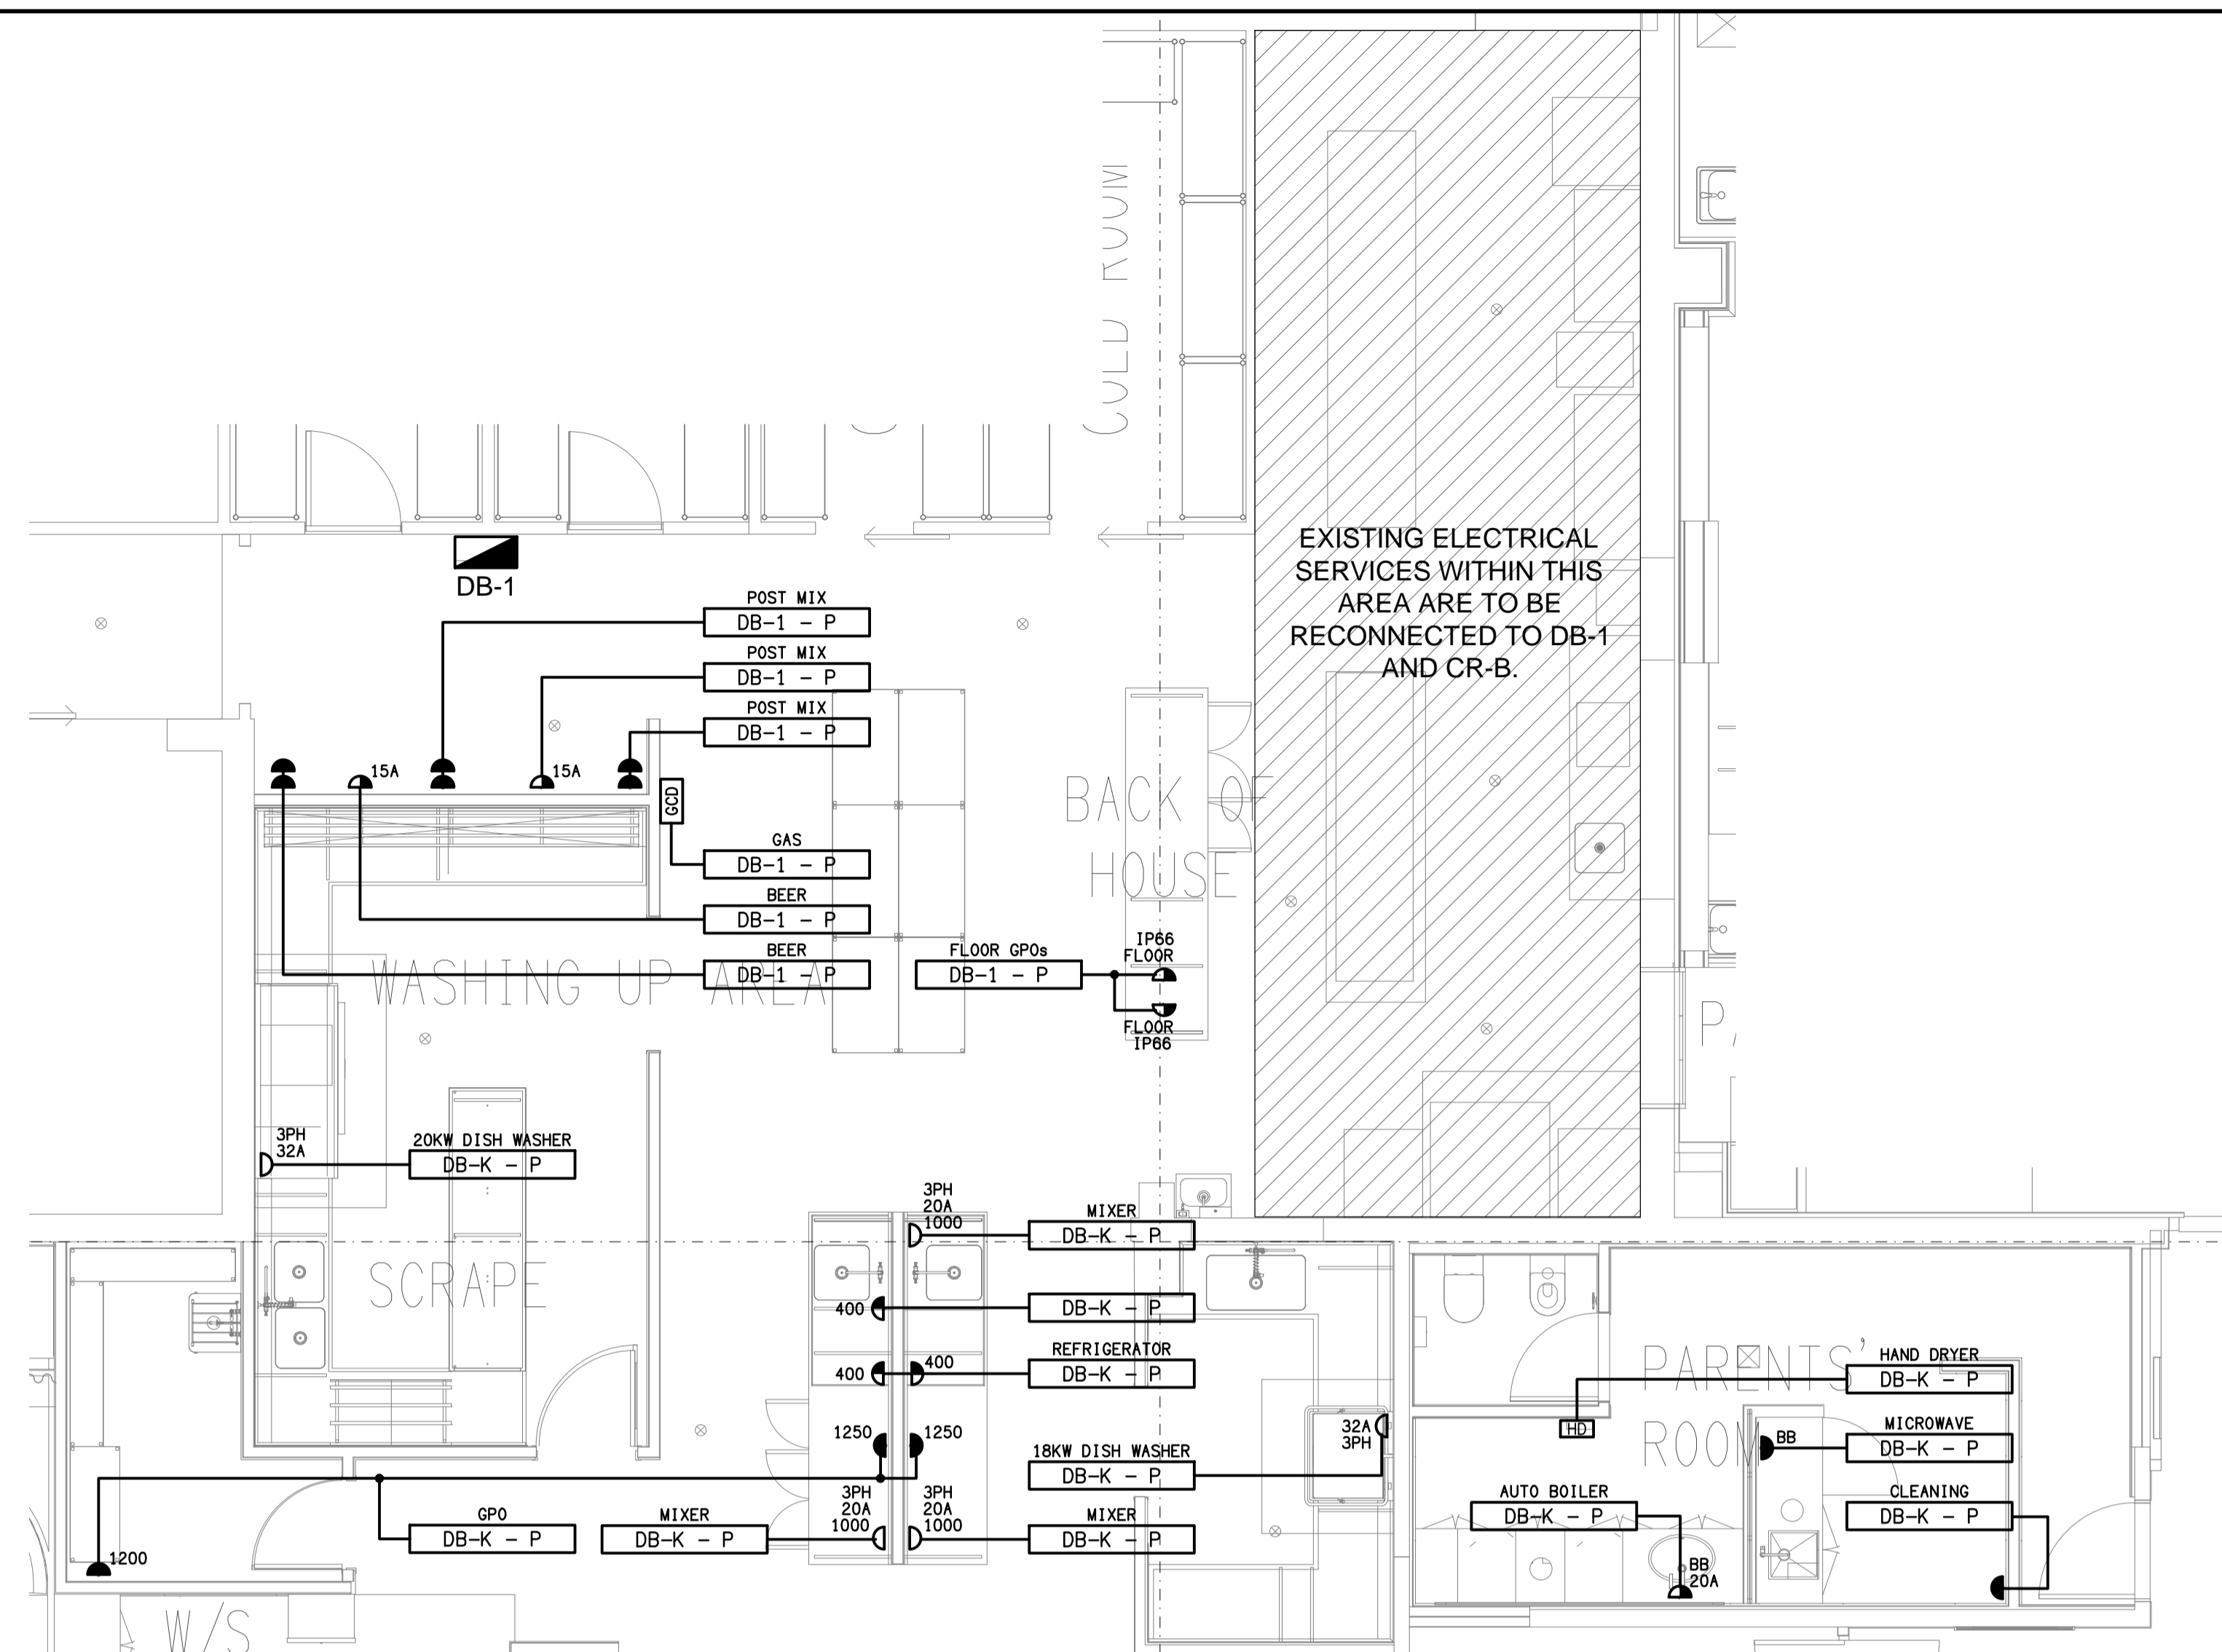 COLD ROOM
EXISTING ELECTRICAL
SERVICES WITHIN THIS
AREA ARE TO BE
RECONNECTED TO DB-1
AND CR-B.
DB-1
POST MIX
DB-1 - P
POST MIX
DB-1 - P
POST MIX
DB-1 - P
15A
15A
GCD
BACK OF
HOUSE
GAS
DB-1 - P
BEER
DB-1 - P
BEER
DB-1 - P
WASHING UP AREA
FLOOR GPOs
DB-1 - P
IP66
FLOOR
FLOOR
IP66
3PH
32A
20KW DISH WASHER
DB-K - P
3PH
20A
1000
MIXER
DB-K - P
SCRAPE
400
DB-K - P
400
400
REFRIGERATOR
DB-K - P
1250
1250
32A
3PH
18KW DISH WASHER
DB-K - P
PARENTS'
ROOM
HAND DRYER
DB-K - P
HD
BB
MICROWAVE
DB-K - P
GPO
DB-K - P
MIXER
DB-K - P
3PH
20A
1000
3PH
20A
1000
MIXER
DB-K - P
AUTO BOILER
DB-K - P
CLEANING
DB-K - P
BB
20A
1200
W/S